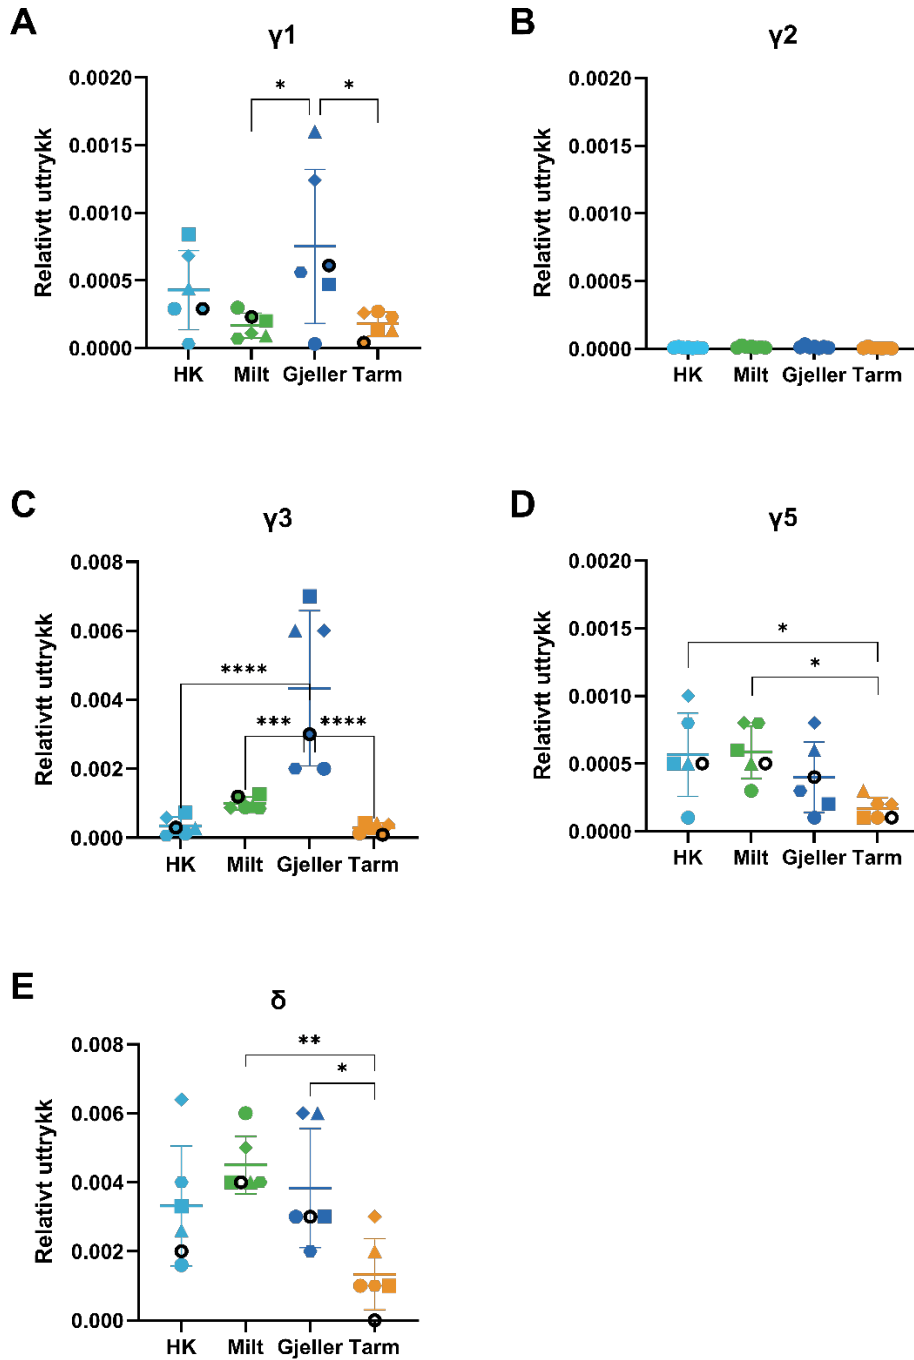 A
γ1
Relativtt uttrykk
0.0020
0.0015
0.0010
0.0005
0.0000
*
*
HK Milt Gjeller Tarm
B
γ2
Relativtt uttrykk
0.0020
0.0015
0.0010
0.0005
0.0000
HK Milt Gjeller Tarm
C
γ3
Relativtt uttrykk
0.008
0.006
0.004
0.002
0.000
****
*** ****
HK Milt Gjeller Tarm
D
γ5
Relativtt uttrykk
0.0020
0.0015
0.0010
0.0005
0.0000
*
*
HK Milt Gjeller Tarm
E
δ
Relativt uttrykk
0.008
0.006
0.004
0.002
0.000
**
*
HK Milt Gjeller Tarm